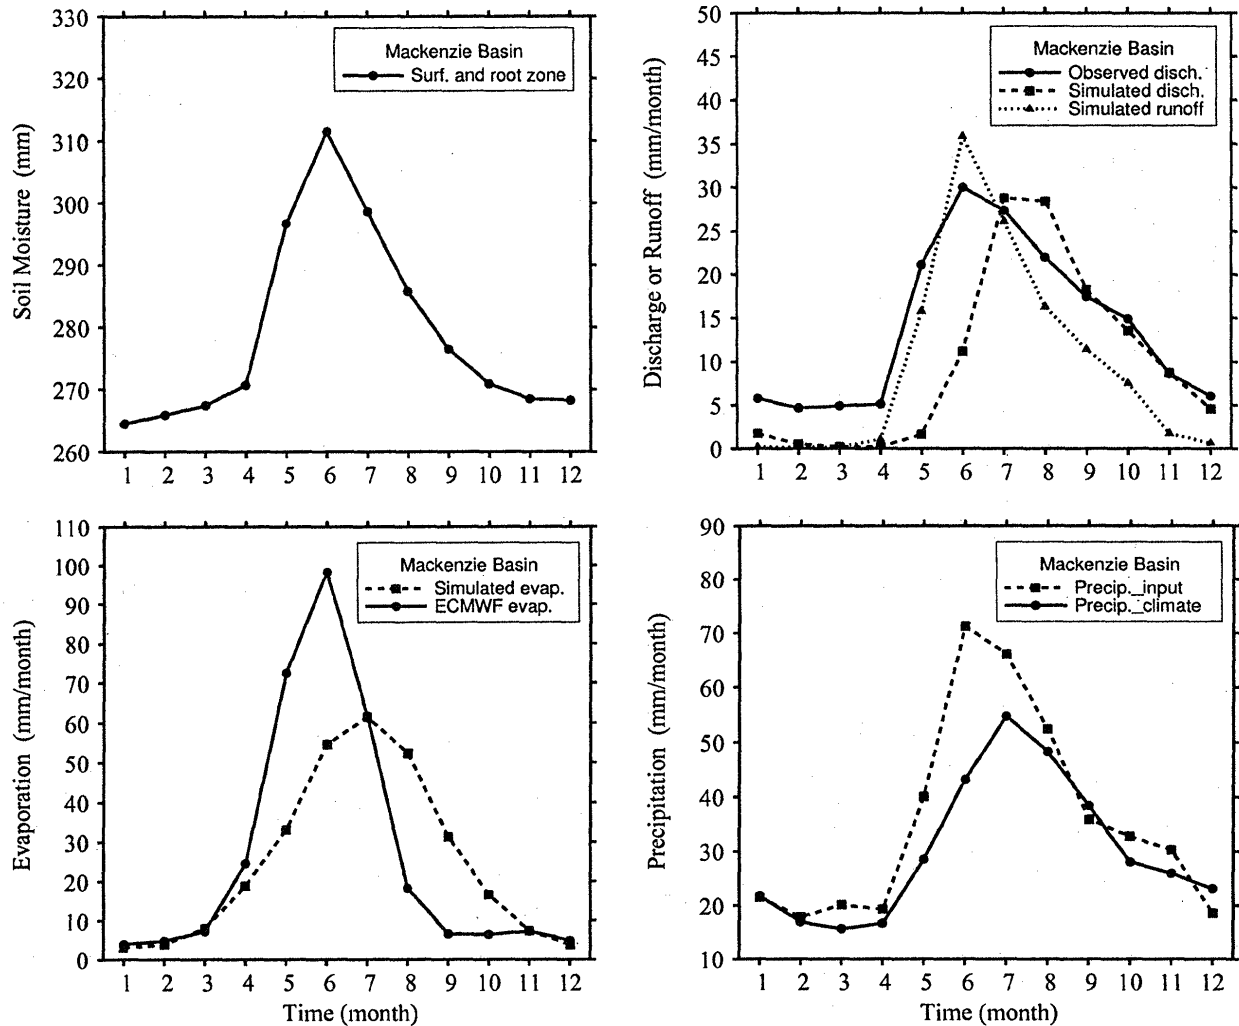 330
320
310
300
290
280
270
260
Soil Moisture (mm)
Mackenzie Basin
Surf. and root zone
1 2 3 4 5 6 7 8 9 10 11 12
50
45
40
35
30
25
20
15
10
5
0
Discharge or Runoff (mm/month)
Mackenzie Basin
Observed disch.
Simulated disch.
Simulated runoff
1 2 3 4 5 6 7 8 9 10 11 12
110
100
90
80
70
60
50
40
30
20
10
0
Evaporation (mm/month)
Mackenzie Basin
Simulated evap.
ECMWF evap.
1 2 3 4 5 6 7 8 9 10 11 12
Time (month)
90
80
70
60
50
40
30
20
10
Precipitation (mm/month)
Mackenzie Basin
Precip._input
Precip._climate
1 2 3 4 5 6 7 8 9 10 11 12
Time (month)